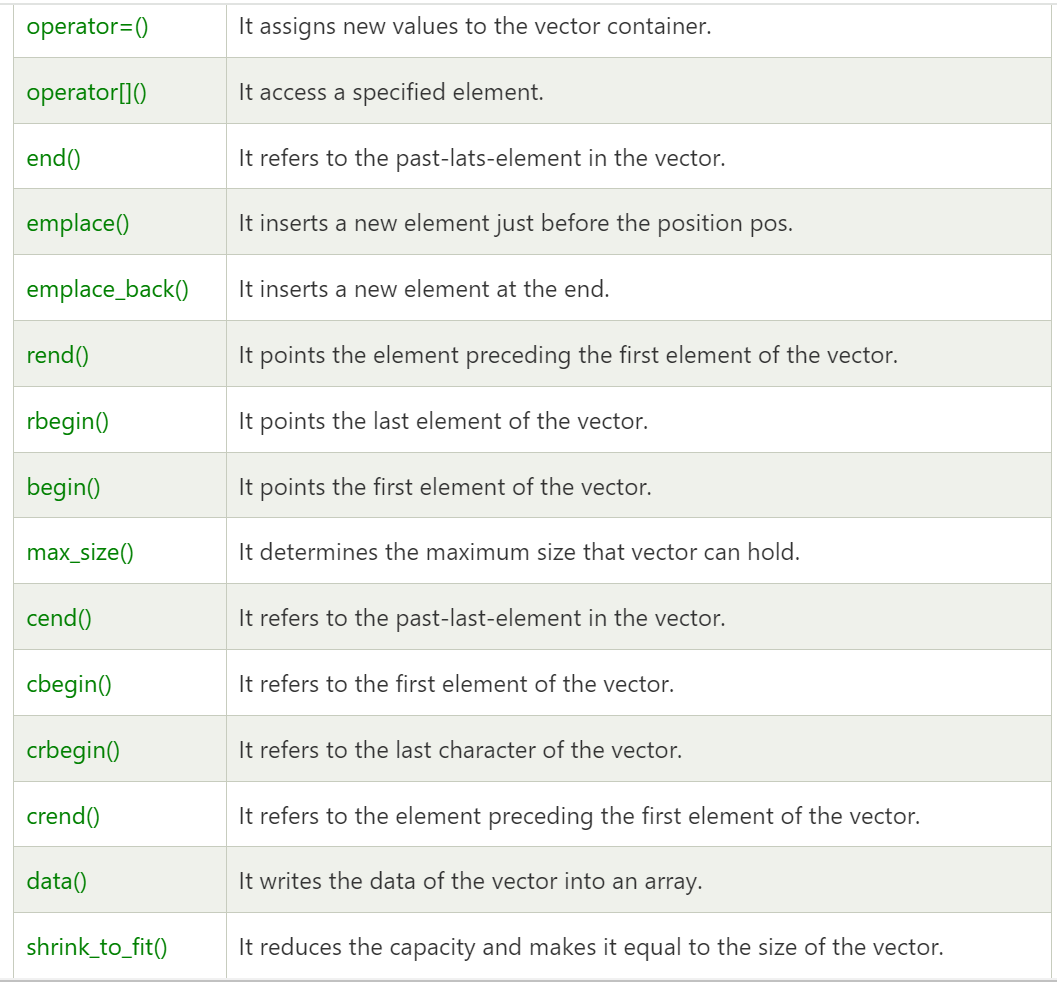 operator=() It assigns new values to the vector container.
operator[]() It access a specified element.
end() It refers to the past-lats-element in the vector.
emplace() It inserts a new element just before the position pos.
emplace_back() It inserts a new element at the end.
rend() It points the element preceding the first element of the vector.
rbegin() It points the last element of the vector.
begin() It points the first element of the vector.
max_size() It determines the maximum size that vector can hold.
cend() It refers to the past-last-element in the vector.
cbegin() It refers to the first element of the vector.
crbegin() It refers to the last character of the vector.
crend() It refers to the element preceding the first element of the vector.
data() It writes the data of the vector into an array.
shrink_to_fit() It reduces the capacity and makes it equal to the size of the vector.